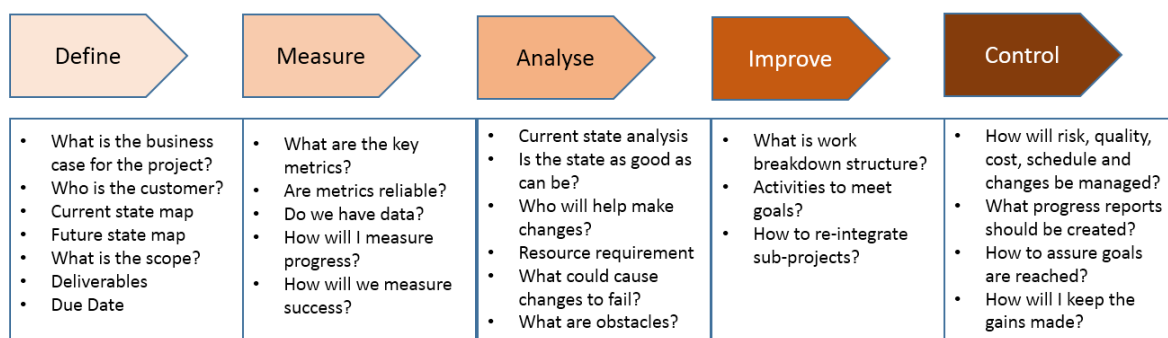 Define
Measure
Analyse
Improve
Control
• What is the business
case for the project?
• Who is the customer?
• Current state map
• Future state map
• What is the scope?
• Deliverables
• Due Date
• What are the key
metrics?
• Are metrics reliable?
• Do we have data?
• How will I measure
progress?
• How will we measure
success?
• Current state analysis
• Is the state as good as
can be?
• Who will help make
changes?
• Resource requirement
• What could cause
changes to fail?
• What are obstacles?
• What is work
breakdown structure?
• Activities to meet
goals?
• How to re-integrate
sub-projects?
• How will risk, quality,
cost, schedule and
changes be managed?
• What progress reports
should be created?
• How to assure goals
are reached?
• How will I keep the
gains made?